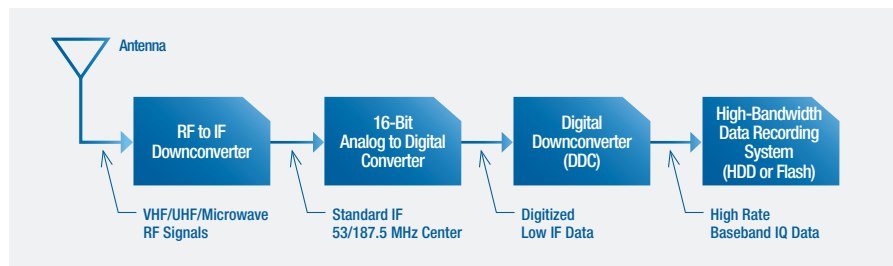 Antenna
RF to IF
Downconverter
16-Bit
Analog to Digital
Converter
Digital
Downconverter
(DDC)
High-Bandwidth
Data Recording
System
(HDD or Flash)
VHF/UHF/Microwave
RF Signals
Standard IF
53/187.5 MHz Center
Digitized
Low IF Data
High Rate
Baseband IQ Data